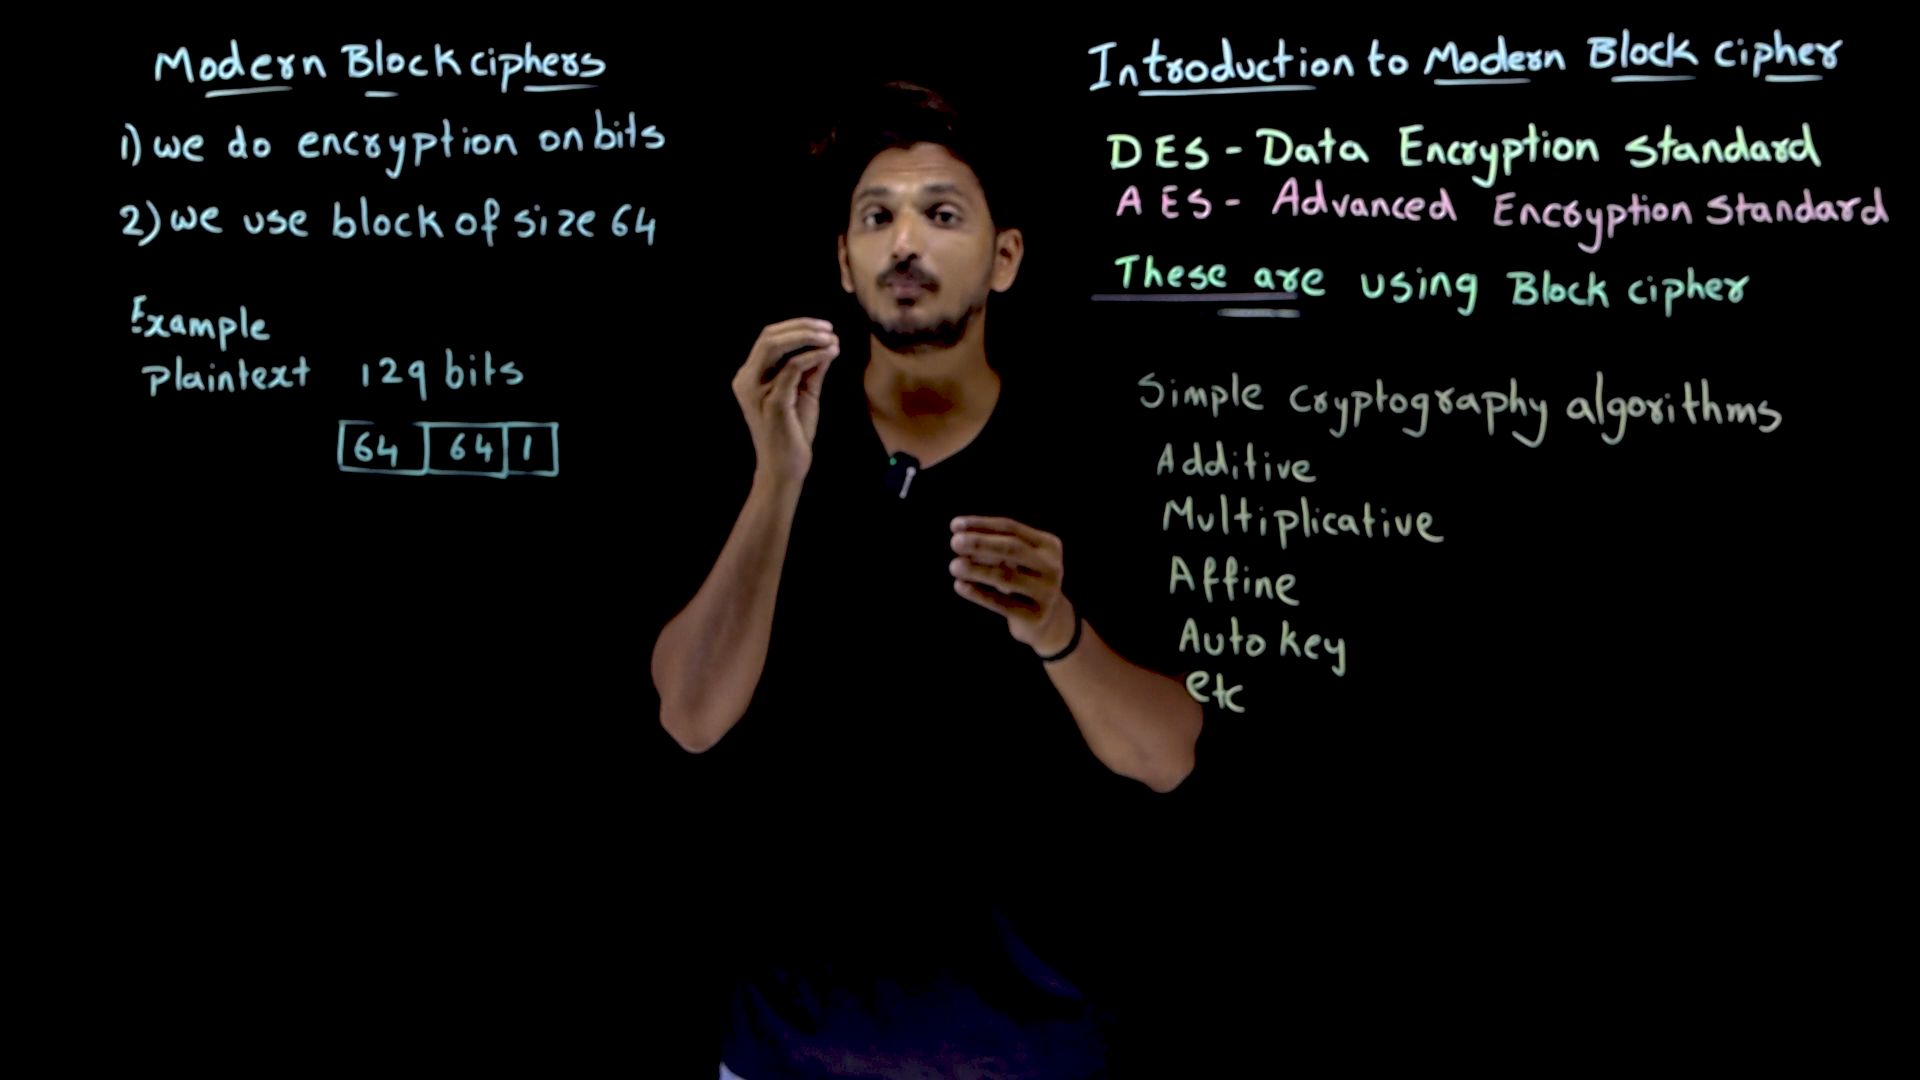 Modern Block ciphers
1) we do encryption on bits
2) we use block of size 64
Example
Plaintext 129 bits
64 64 1
Introduction to Modern Block cipher
DES - Data Encryption Standard
AES - Advanced Encryption Standard
These are using Block cipher
Simple cryptography algorithms
Additive
Multiplicative
Affine
Auto key
etc